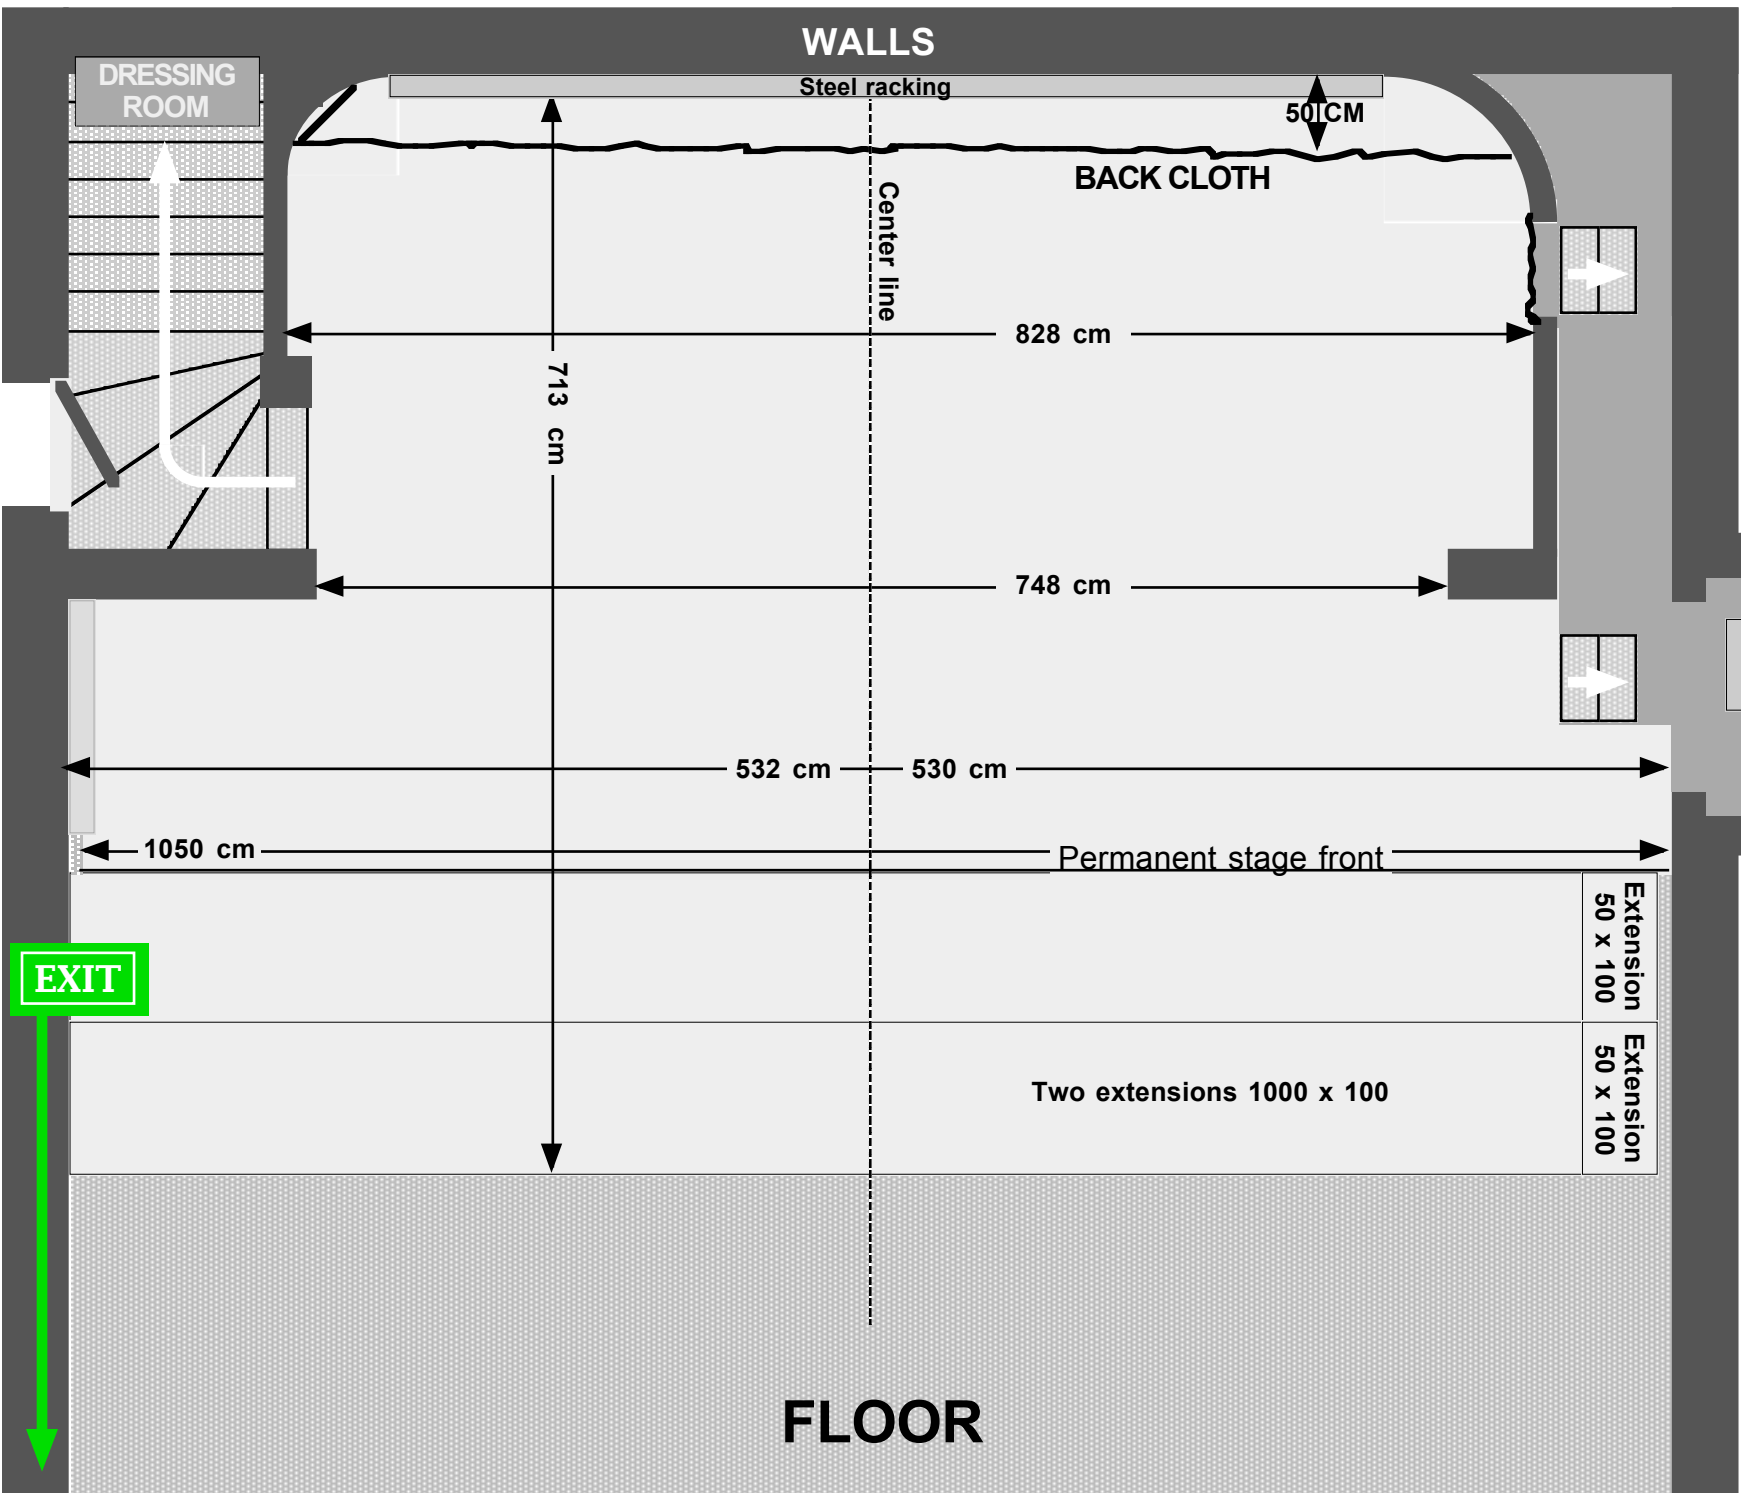 WALLS
DRESSING
ROOM
Steel racking
50 CM
BACK CLOTH
Center line
828 cm
713 cm
748 cm
532 cm
530 cm
1050 cm
Permanent stage front
Extension
50 x 100
EXIT
Two extensions 1000 x 100
Extension
50 x 100
FLOOR